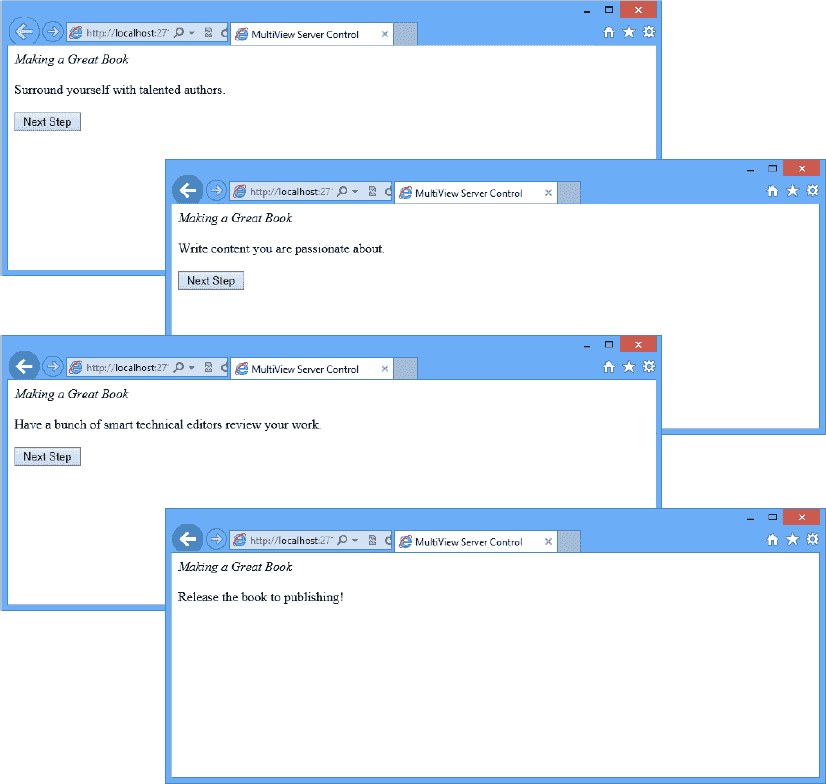 http://localhost:27
MultiView Server Control
Making a Great Book
Surround yourself with talented authors.
Next Step
http://localhost:27
MultiView Server Control
Making a Great Book
Write content you are passionate about.
Next Step
http://localhost:27
MultiView Server Control
Making a Great Book
Have a bunch of smart technical editors review your work.
Next Step
http://localhost:27
MultiView Server Control
Making a Great Book
Release the book to publishing!